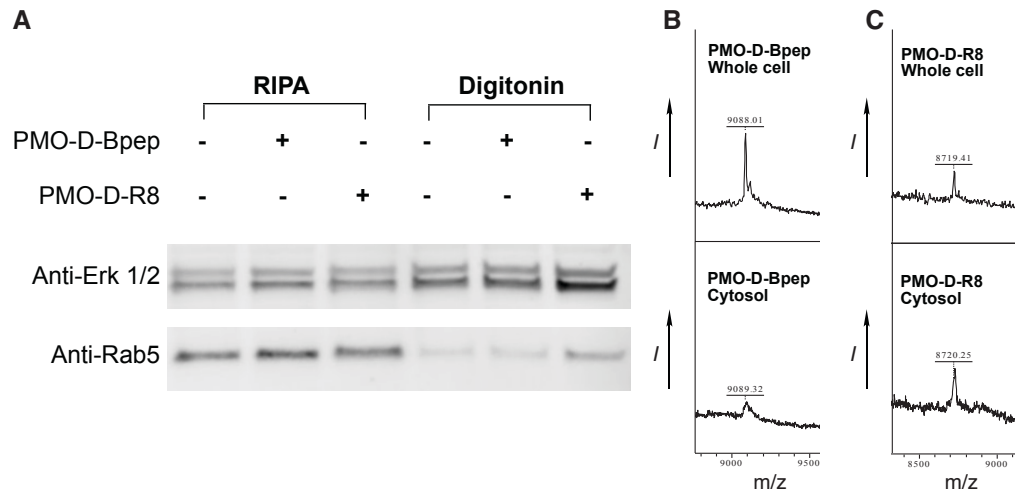 A
RIPA
Digitonin
PMO-D-Bpep
- + - - + -
PMO-D-R8
- - + - - +
Anti-Erk 1/2
Anti-Rab5
B
PMO-D-Bpep
Whole cell
9088.01
I
PMO-D-Bpep
Cytosol
9089.32
I
9000 9500
m/z
C
PMO-D-R8
Whole cell
8719.41
I
PMO-D-R8
Cytosol
8720.25
I
8500 9000
m/z